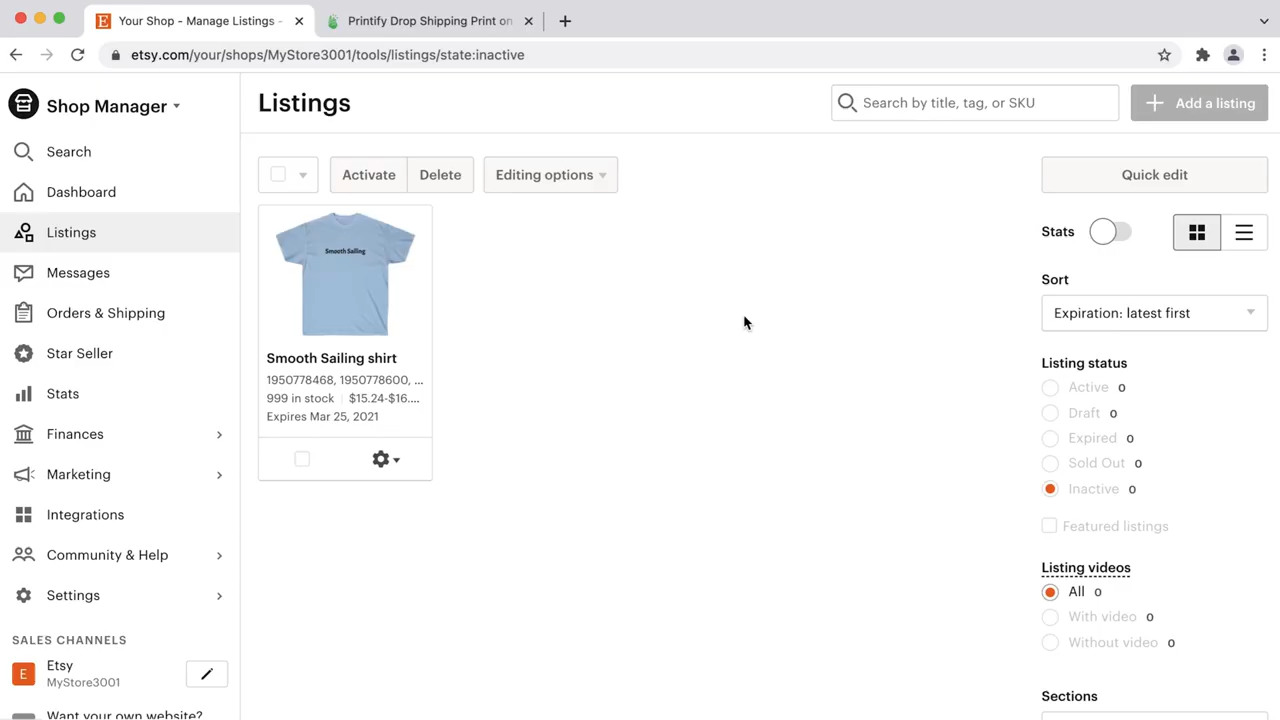 Your Shop - Manage Listings -
Printify Drop Shipping Print on
etsy.com/your/shops/MyStore3001/tools/listings/state:inactive
Shop Manager
Search
Dashboard
Listings
Messages
Orders & Shipping
Star Seller
Stats
Finances
Marketing
Integrations
Community & Help
Settings
SALES CHANNELS
E
Etsy
MyStore3001
Want your own website?
Listings
Search by title, tag, or SKU
Add a listing
Activate
Delete
Editing options
Smooth Sailing
Smooth Sailing shirt
1950778468, 1950778600, ...
999 in stock $15.24-$16....
Expires Mar 25, 2021
Quick edit
Stats
Sort
Expiration: latest first
Listing status
Active 0
Draft 0
Expired 0
Sold Out 0
Inactive 0
Featured listings
Listing videos
All 0
With video 0
Without video 0
Sections